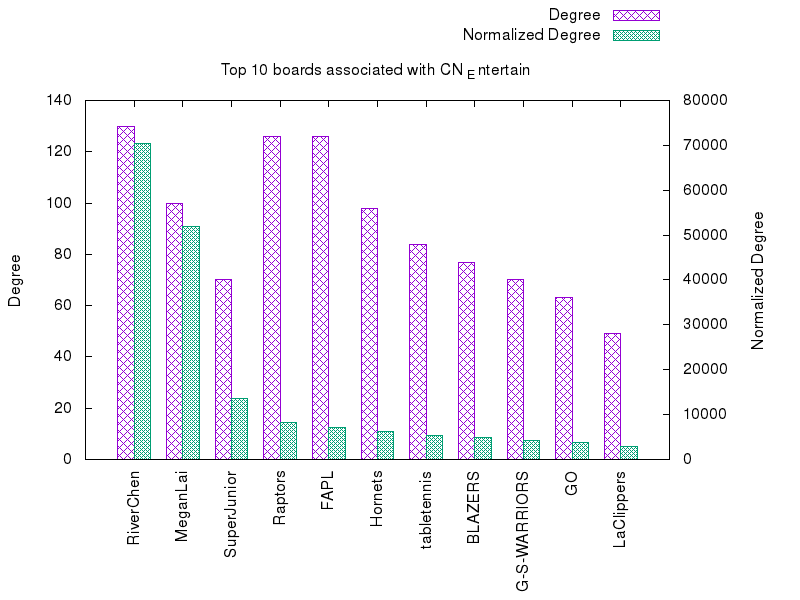 Degree
Normalized Degree
Top 10 boards associated with CN E ntertain
140
120
100
80
60
40
20
0
80000
70000
60000
50000
40000
30000
20000
10000
0
Degree
Normalized Degree
RiverChen
MeganLai
SuperJunior
Raptors
FAPL
Hornets
tabletennis
BLAZERS
G-S-WARRIORS
GO
LaClippers